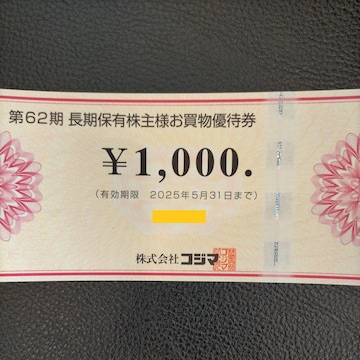 第62期 長期保有株主様お買物優待券
¥1,000.
(有効期限 2025年5月31日まで)
株式会社 コジマ